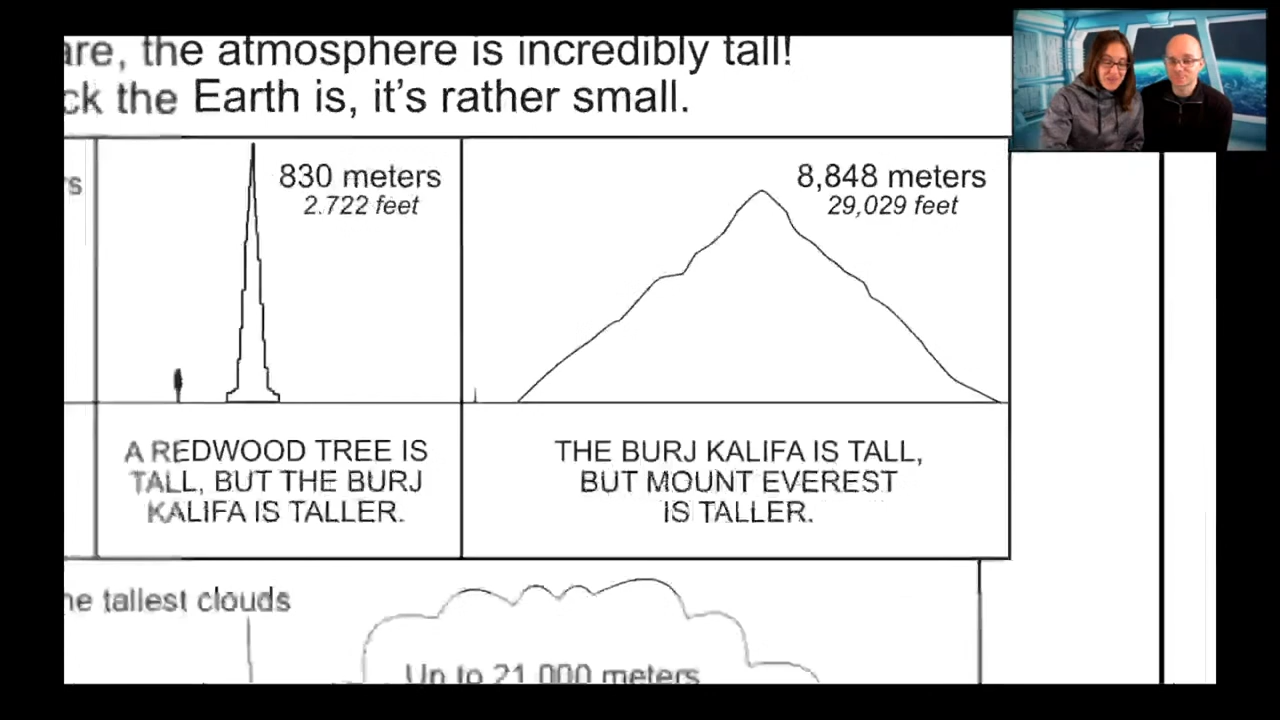 are, the atmosphere is incredibly tall!
ck the Earth is, it's rather small.
rs
830 meters
2.722 feet
8,848 meters
29,029 feet
A REDWOOD TREE IS
TALL, BUT THE BURJ
KALIFA IS TALLER.
THE BURJ KALIFA IS TALL,
BUT MOUNT EVEREST
IS TALLER.
he tallest clouds
Up to 21,000 meters